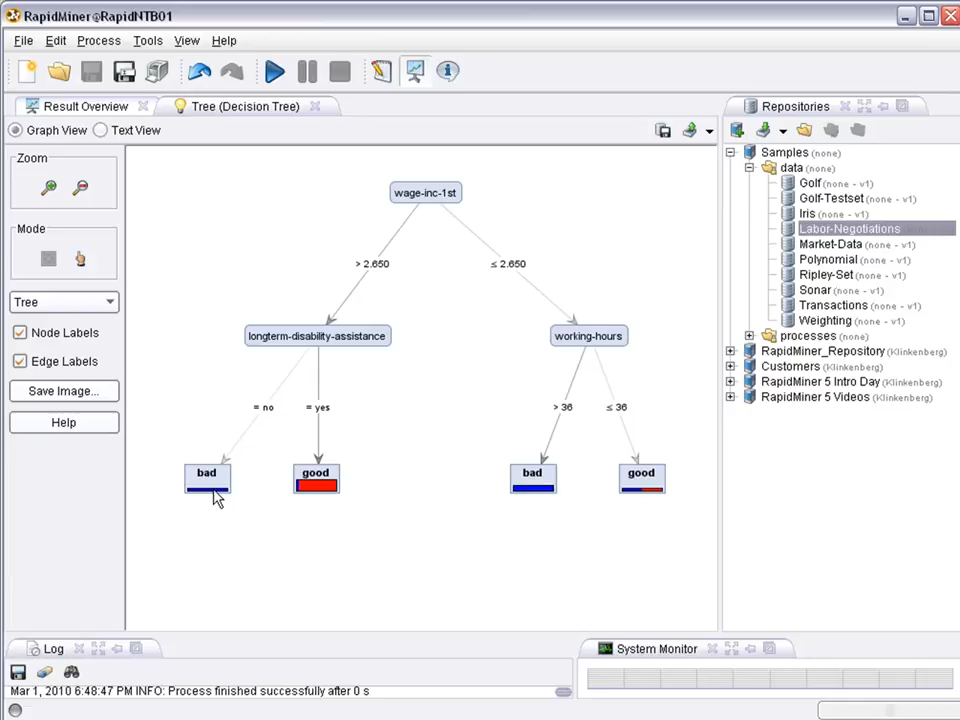 RapidMiner@RapidNTB01
File Edit Process Tools View Help
Result Overview Tree (Decision Tree) Repositories
Graph View Text View
Zoom
Mode
Tree
Node Labels
Edge Labels
Save Image...
Help
wage-inc-1st
> 2.650 ≤ 2.650
longterm-disability-assistance working-hours
= no = yes > 36 ≤ 36
bad good bad good
Samples (none)
data (none)
Golf (none - v1)
Golf-Testset (none - v1)
Iris (none - v1)
Labor-Negotiations
Market-Data (none - v1)
Polynomial (none - v1)
Ripley-Set (none - v1)
Sonar (none - v1)
Transactions (none - v1)
Weighting (none - v1)
processes (none)
RapidMiner_Repository (Klinkenberg)
Customers (Klinkenberg)
RapidMiner 5 Intro Day (Klinkenberg)
RapidMiner 5 Videos (Klinkenberg)
Log System Monitor
Mar 1, 2010 6:48:47 PM INFO: Process finished successfully after 0 s